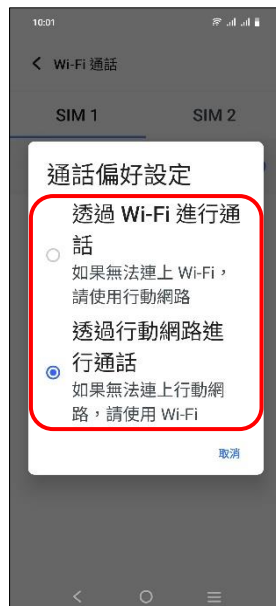 10:01
Wi-Fi 通話
SIM 1 SIM 2
通話偏好設定
透過 Wi-Fi 進行通
話
如果無法連上 Wi-Fi，
請使用行動網路
透過行動網路進
行通話
如果無法連上行動網
路，請使用 Wi-Fi
取消